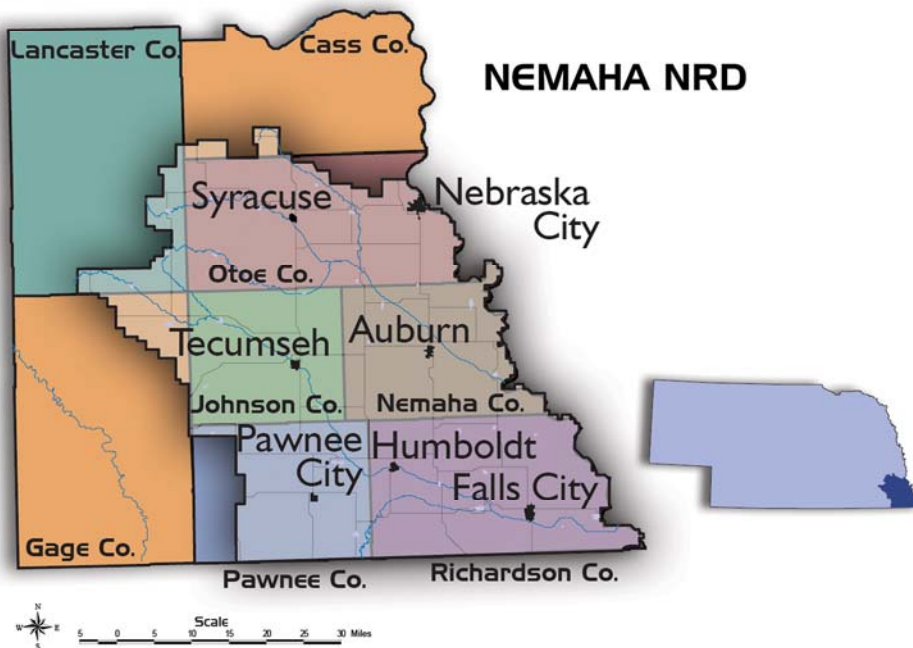 Lancaster Co.
Cass Co.
NEMAHA NRD
Syracuse
Nebraska
City
Otoe Co.
Tecumseh
Auburn
Johnson Co.
Nemaha Co.
Pawnee
City
Humboldt
Falls City
Gage Co.
Pawnee Co.
Richardson Co.
N
W
E
S
Scale
5 0 5 10 15 20 25 30 Miles